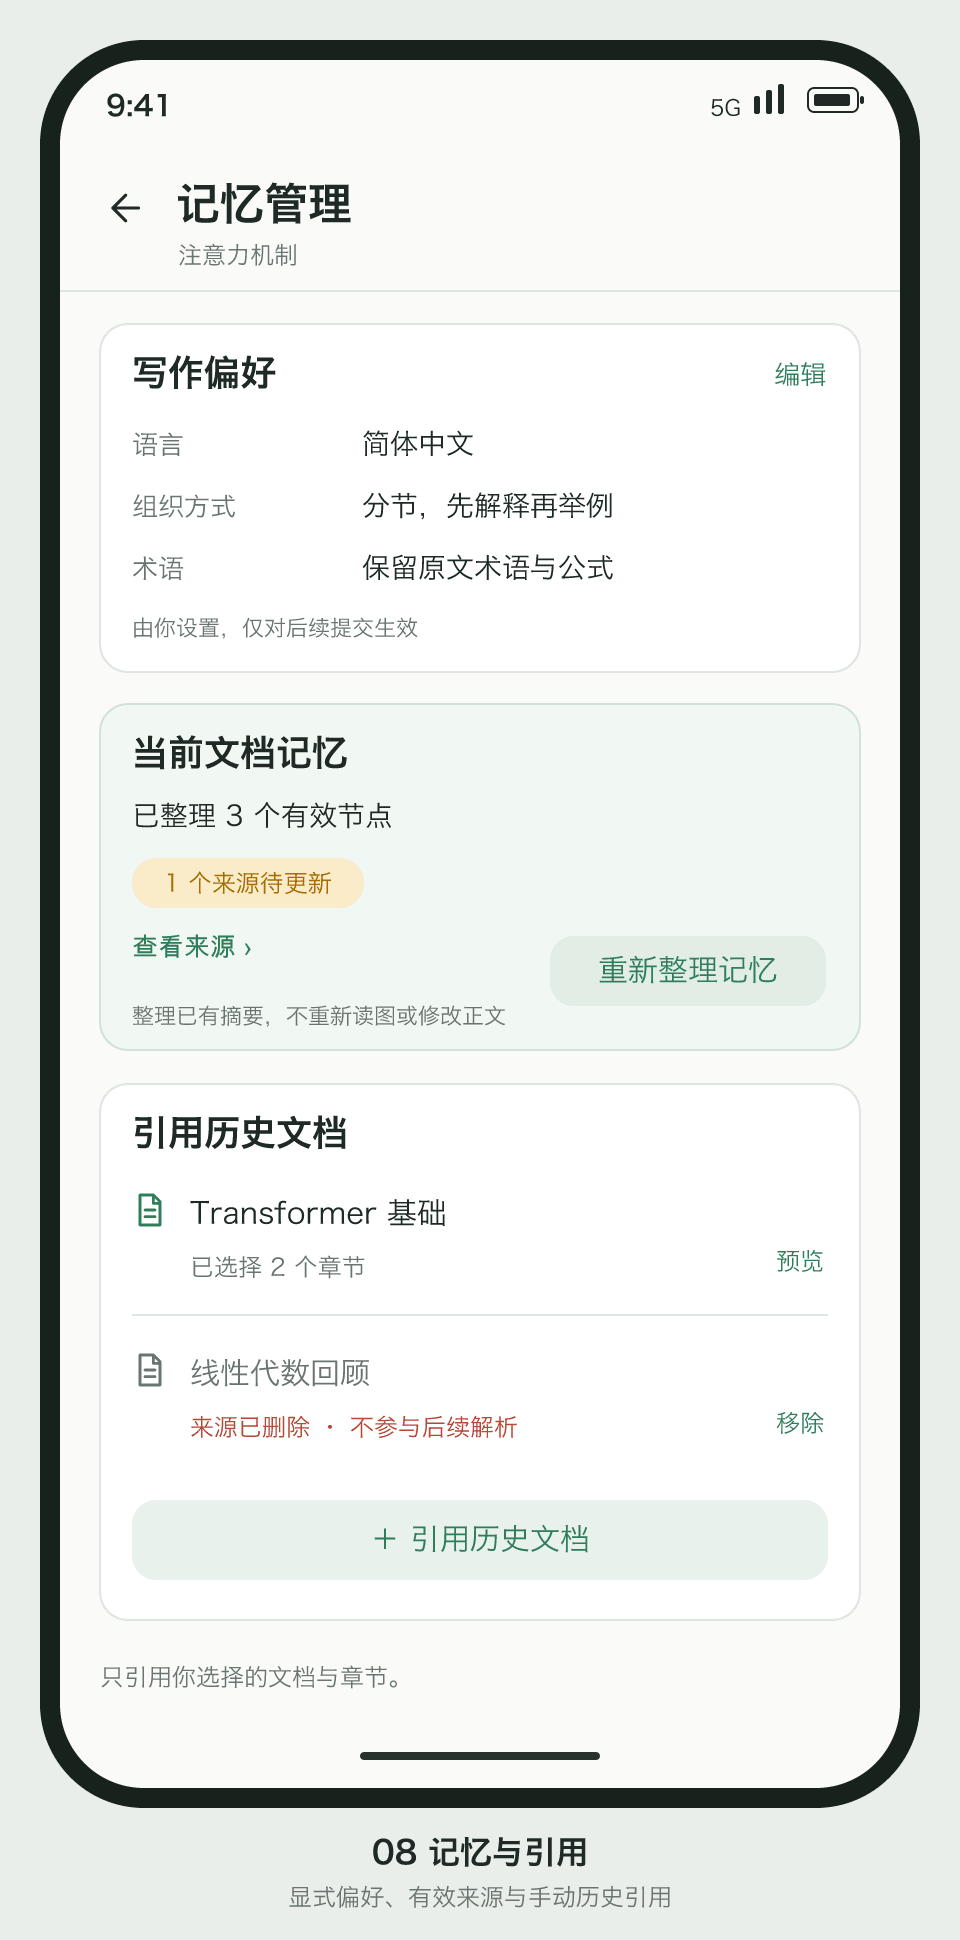 9:41
5G
记忆管理
注意力机制
写作偏好
编辑
语言 简体中文
组织方式 分节，先解释再举例
术语 保留原文术语与公式
由你设置，仅对后续提交生效
当前文档记忆
已整理 3 个有效节点
1 个来源待更新
查看来源 ›
重新整理记忆
整理已有摘要，不重新读图或修改正文
引用历史文档
Transformer 基础
已选择 2 个章节
预览
线性代数回顾
来源已删除 · 不参与后续解析
移除
＋ 引用历史文档
只引用你选择的文档与章节。
08 记忆与引用
显式偏好、有效来源与手动历史引用